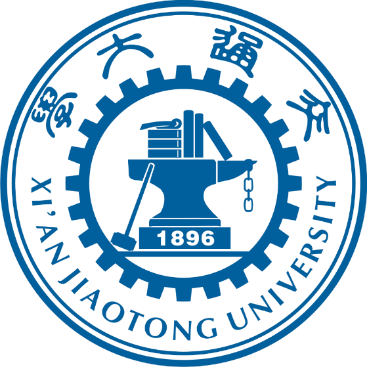 交通大學
1896
XI'AN JIAOTONG UNIVERSITY